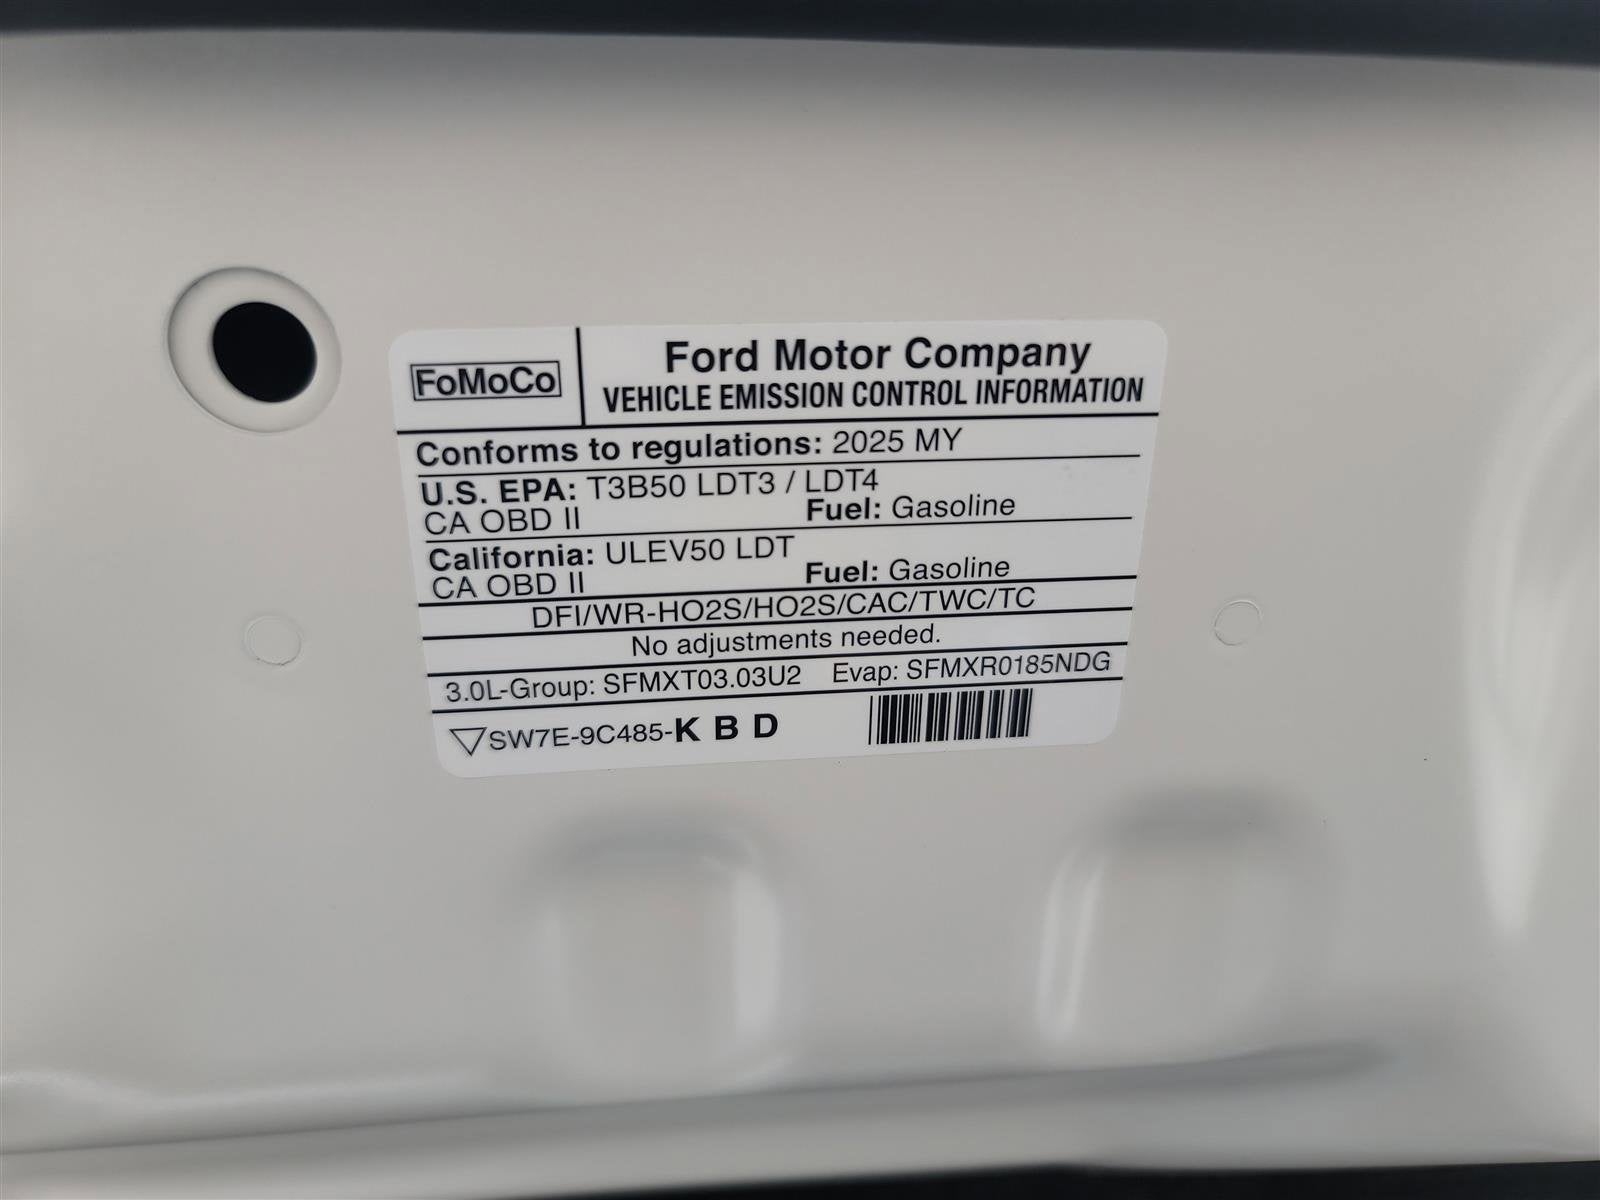 FoMoCo
Ford Motor Company
VEHICLE EMISSION CONTROL INFORMATION
Conforms to regulations: 2025 MY
U.S. EPA: T3B50 LDT3 / LDT4
CA OBD II Fuel: Gasoline
California: ULEV50 LDT
CA OBD II Fuel: Gasoline
DFI/WR-HO2S/HO2S/CAC/TWC/TC
No adjustments needed.
3.0L-Group: SFMXT03.03U2 Evap: SFMXR0185NDG
SW7E-9C485-K B D